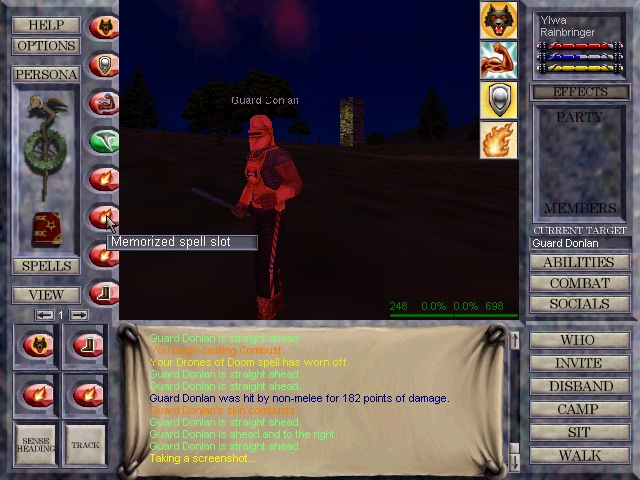 HELP
OPTIONS
PERSONA
SPELLS
VIEW
1
SENSE
HEADING
TRACK
Guard Donlan
Memorized spell slot
248 0.0% 0.0% 698
Guard Donlan is straight ahead.
You begin casting Combust.
Your Drones of Doom spell has worn off.
Guard Donlan is straight ahead.
Guard Donlan is straight ahead.
Guard Donlan was hit by non-melee for 182 points of damage.
Guard Donlan's skin combusts.
Guard Donlan is straight ahead.
Guard Donlan is ahead and to the right.
Guard Donlan is straight ahead.
Taking a screenshot...
Ylwa
Rainbringer
EFFECTS
PARTY
MEMBERS
CURRENT TARGET
Guard Donlan
ABILITIES
COMBAT
SOCIALS
WHO
INVITE
DISBAND
CAMP
SIT
WALK